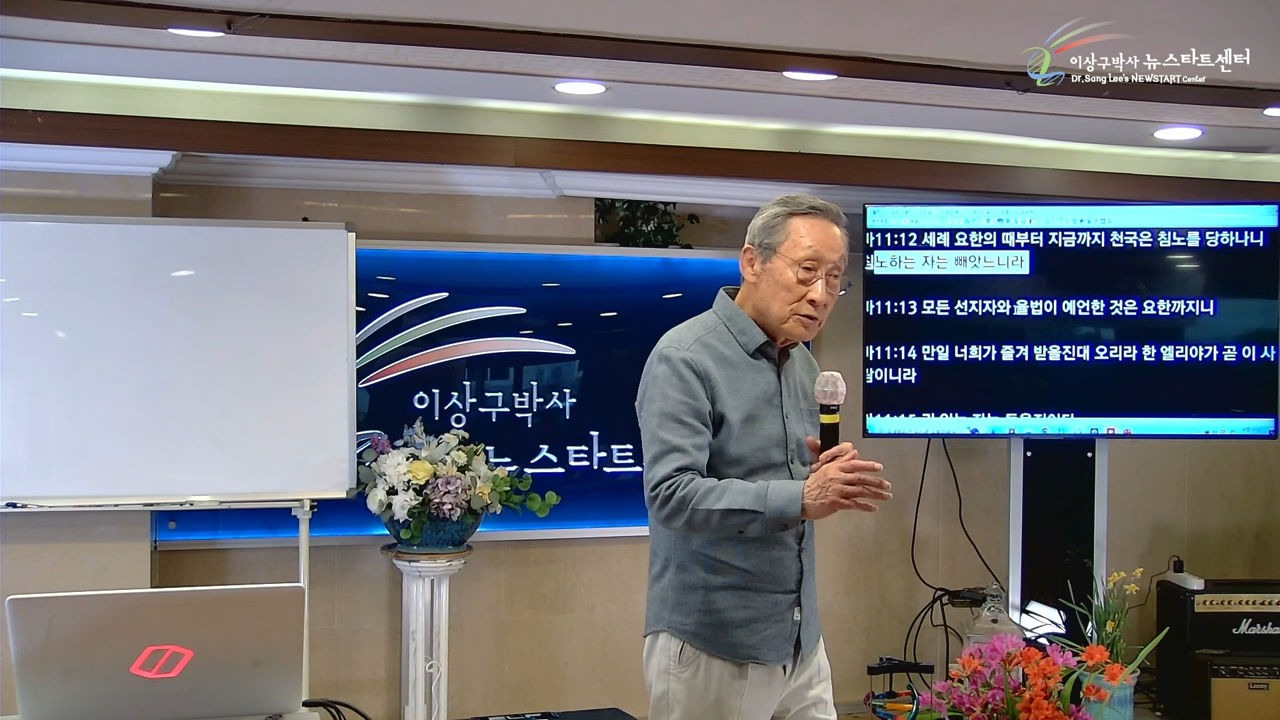 이상구박사 뉴스타트센터
Dr. Sang Lee's NEWSTART Center
11:12 세례 요한의 때부터 지금까지 천국은 침노를 당하나니
노하는 자는 빼앗느니라
11:13 모든 선지자와 율법이 예언한 것은 요한까지니
11:14 만일 너희가 즐겨 받을진대 오리라 한 엘리야가 곧 이 사
람이니라
이상구박사
뉴스타트
Marsha
Laney